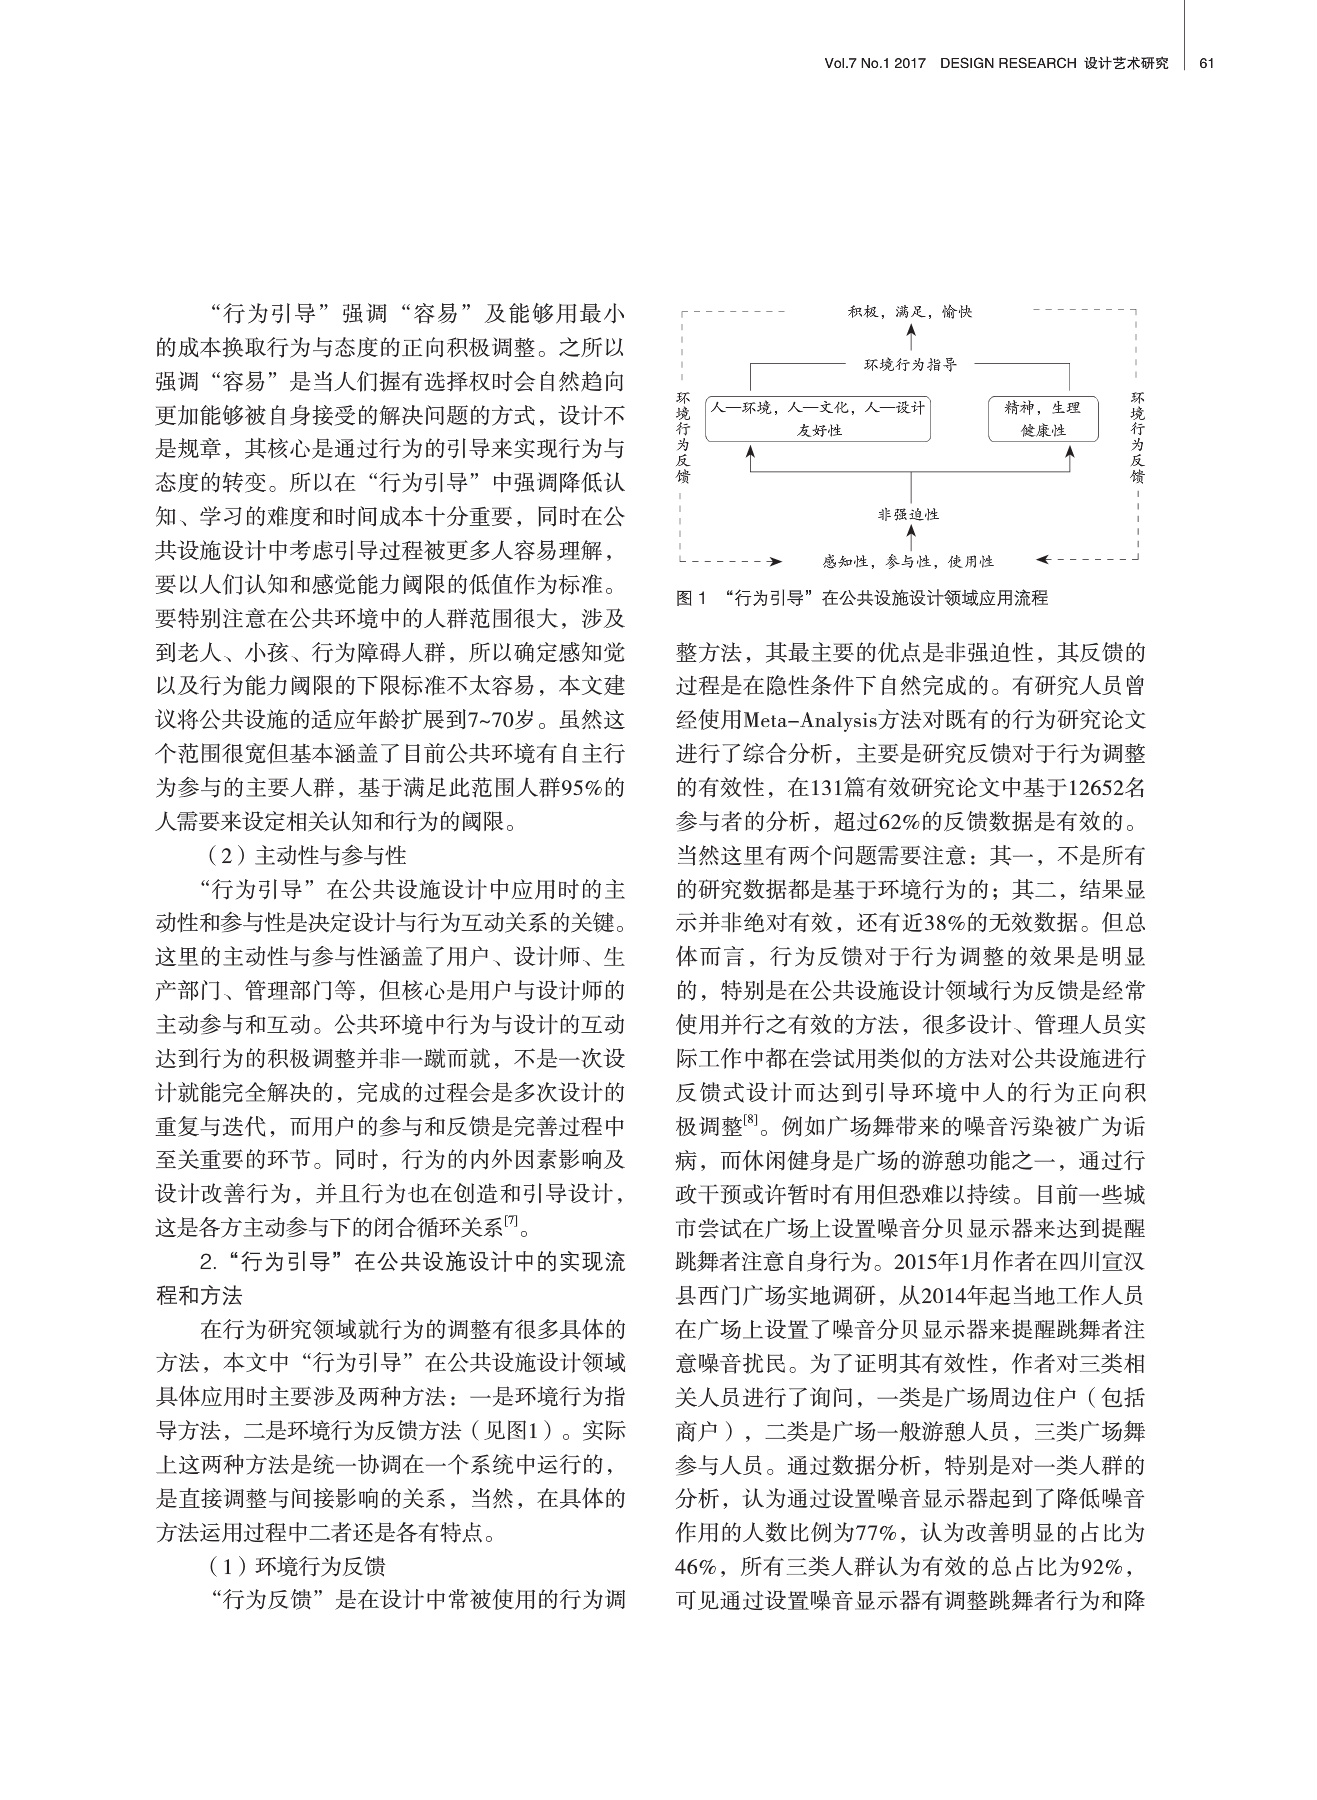 Vol.7 No.1 2017 DESIGN RESEARCH 设计艺术研究 61
“行为引导”强调“容易”及能够用最小
的成本换取行为与态度的正向积极调整。之所以
强调“容易”是当人们握有选择权时会自然趋向
更加能够被自身接受的解决问题的方式，设计不
是规章，其核心是通过行为的引导来实现行为与
态度的转变。所以在“行为引导”中强调降低认
知、学习的难度和时间成本十分重要，同时在公
共设施设计中考虑引导过程被更多人容易理解，
要以人们认知和感觉能力阈限的低值作为标准。
要特别注意在公共环境中的人群范围很大，涉及
到老人、小孩、行为障碍人群，所以确定感知觉
以及行为能力阈限的下限标准不太容易，本文建
议将公共设施的适应年龄扩展到7~70岁。虽然这
个范围很宽但基本涵盖了目前公共环境有自主行
为参与的主要人群，基于满足此范围人群95%的
人需要来设定相关认知和行为的阈限。
（2）主动性与参与性
“行为引导”在公共设施设计中应用时的主
动性和参与性是决定设计与行为互动关系的关键。
这里的主动性与参与性涵盖了用户、设计师、生
产部门、管理部门等，但核心是用户与设计师的
主动参与和互动。公共环境中行为与设计的互动
达到行为的积极调整并非一蹴而就，不是一次设
计就能完全解决的，完成的过程会是多次设计的
重复与迭代，而用户的参与和反馈是完善过程中
至关重要的环节。同时，行为的内外因素影响及
设计改善行为，并且行为也在创造和引导设计，
这是各方主动参与下的闭合循环关系[7]。
2.“行为引导”在公共设施设计中的实现流
程和方法
在行为研究领域就行为的调整有很多具体的
方法，本文中“行为引导”在公共设施设计领域
具体应用时主要涉及两种方法：一是环境行为指
导方法，二是环境行为反馈方法（见图1）。实际
上这两种方法是统一协调在一个系统中运行的，
是直接调整与间接影响的关系，当然，在具体的
方法运用过程中二者还是各有特点。
（1）环境行为反馈
“行为反馈”是在设计中常被使用的行为调
积极，满足，愉快
环境行为指导
环境行为反馈
人—环境，人—文化，人—设计
友好性
精神，生理
健康性
环境行为反馈
非强迫性
感知性，参与性，使用性
图 1 “行为引导”在公共设施设计领域应用流程
整方法，其最主要的优点是非强迫性，其反馈的
过程是在隐性条件下自然完成的。有研究人员曾
经使用Meta-Analysis方法对既有的行为研究论文
进行了综合分析，主要是研究反馈对于行为调整
的有效性，在131篇有效研究论文中基于12652名
参与者的分析，超过62%的反馈数据是有效的。
当然这里有两个问题需要注意：其一，不是所有
的研究数据都是基于环境行为的；其二，结果显
示并非绝对有效，还有近38%的无效数据。但总
体而言，行为反馈对于行为调整的效果是明显
的，特别是在公共设施设计领域行为反馈是经常
使用并行之有效的方法，很多设计、管理人员实
际工作中都在尝试用类似的方法对公共设施进行
反馈式设计而达到引导环境中人的行为正向积
极调整[8]。例如广场舞带来的噪音污染被广为诟
病，而休闲健身是广场的游憩功能之一，通过行
政干预或许暂时有用但恐难以持续。目前一些城
市尝试在广场上设置噪音分贝显示器来达到提醒
跳舞者注意自身行为。2015年1月作者在四川宣汉
县西门广场实地调研，从2014年起当地工作人员
在广场上设置了噪音分贝显示器来提醒跳舞者注
意噪音扰民。为了证明其有效性，作者对三类相
关人员进行了询问，一类是广场周边住户（包括
商户），二类是广场一般游憩人员，三类广场舞
参与人员。通过数据分析，特别是对一类人群的
分析，认为通过设置噪音显示器起到了降低噪音
作用的人数比例为77%，认为改善明显的占比为
46%，所有三类人群认为有效的总占比为92%，
可见通过设置噪音显示器有调整跳舞者行为和降